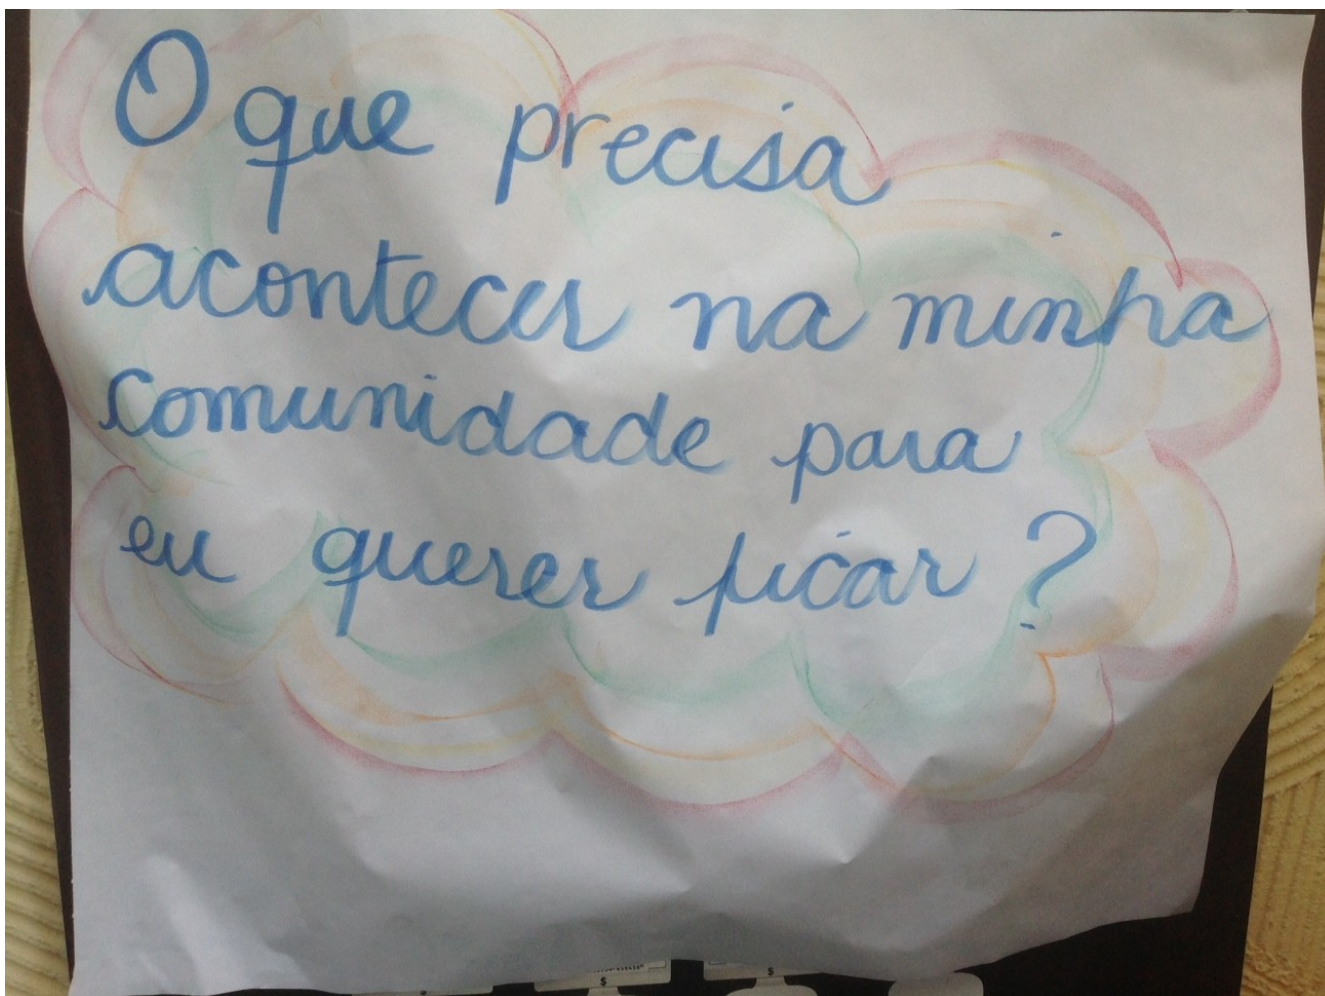 O que precisa
acontecer na minha
comunidade para
eu querer ficar?
$
$